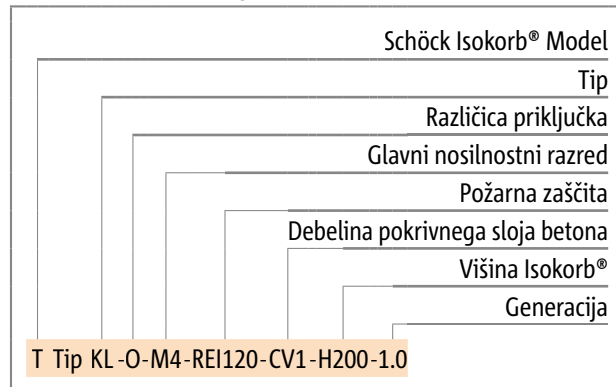 Schöck Isokorb® Model
Tip
Različica priključka
Glavni nosilnostni razred
Požarna zaščita
Debelina pokrivnega sloja betona
Višina Isokorb®
Generacija
T Tip KL -O-M4-REI120-CV1-H200-1.0